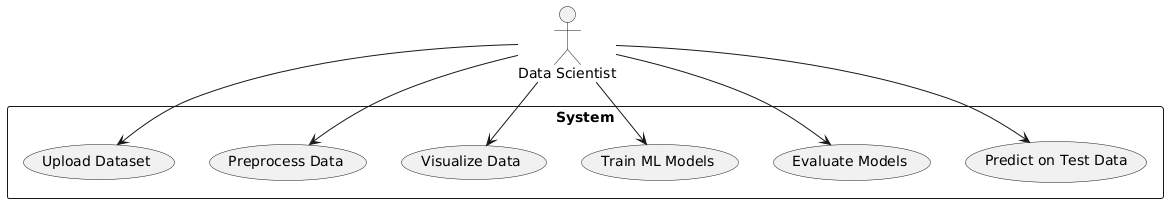 Data Scientist
System
Upload Dataset
Preprocess Data
Visualize Data
Train ML Models
Evaluate Models
Predict on Test Data